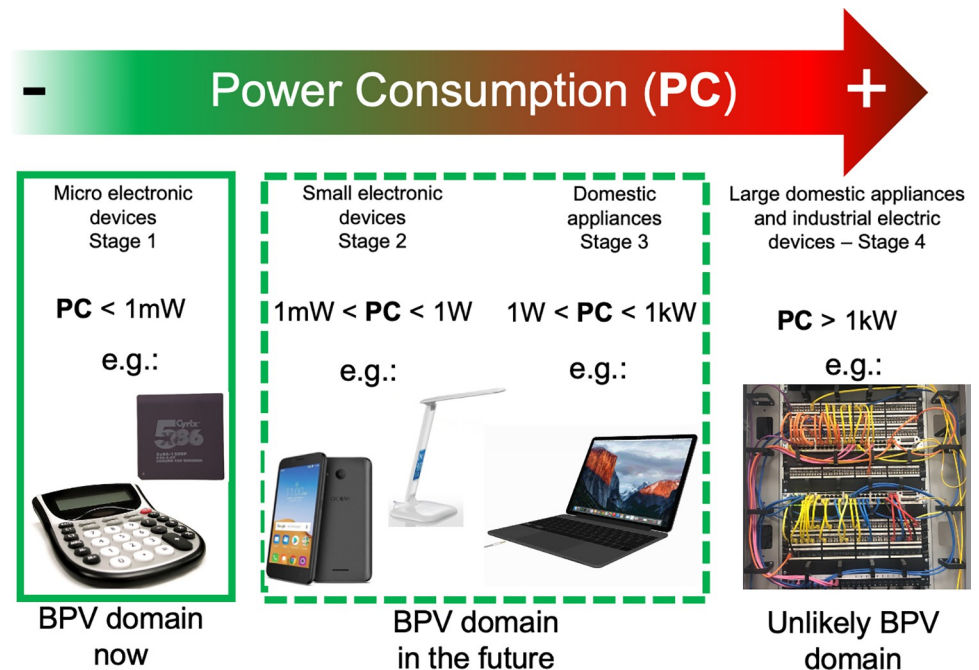 - Power Consumption (PC) +
Micro electronic
devices
Stage 1
PC < 1mW
e.g.:
Cyrix
BPV domain
now
Small electronic
devices
Stage 2
1mW < PC < 1W
e.g.:
Domestic
appliances
Stage 3
1W < PC < 1kW
e.g.:
BPV domain
in the future
Large domestic appliances
and industrial electric
devices – Stage 4
PC > 1kW
e.g.:
Unlikely BPV
domain